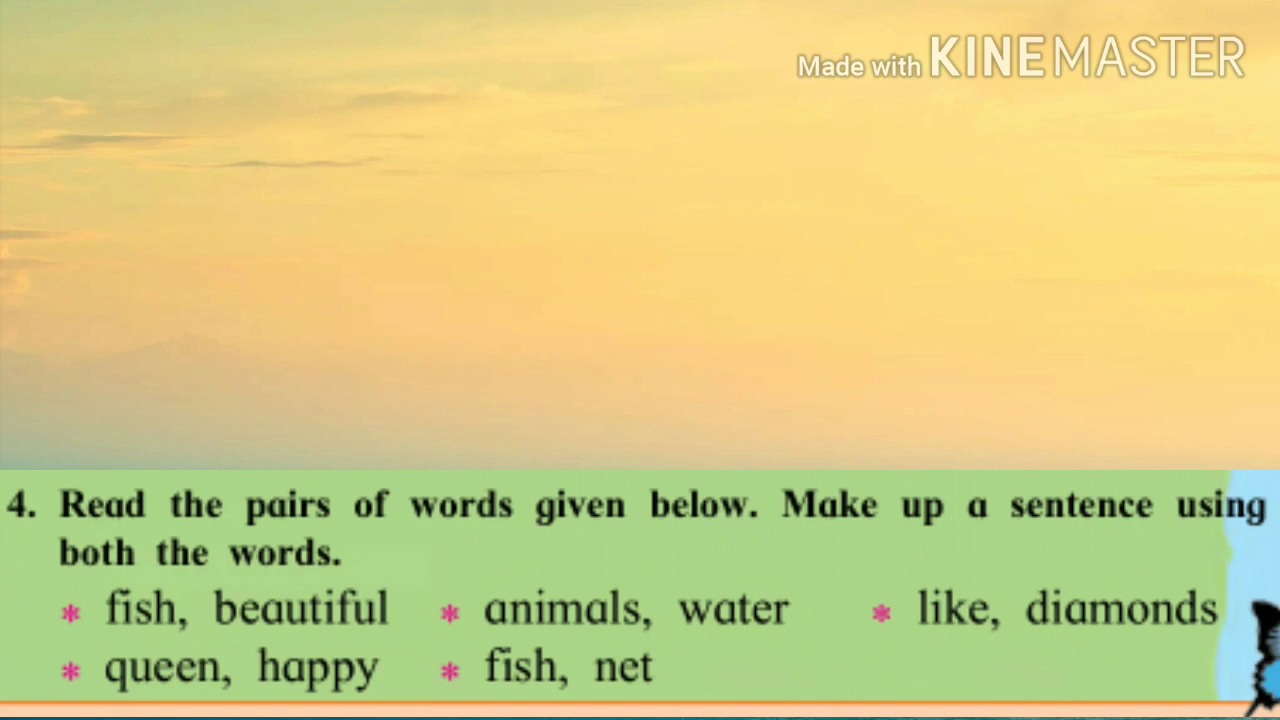 Made with KINEMASTER
4. Read the pairs of words given below. Make up a sentence using
both the words.
* fish, beautiful * animals, water * like, diamonds
* queen, happy * fish, net